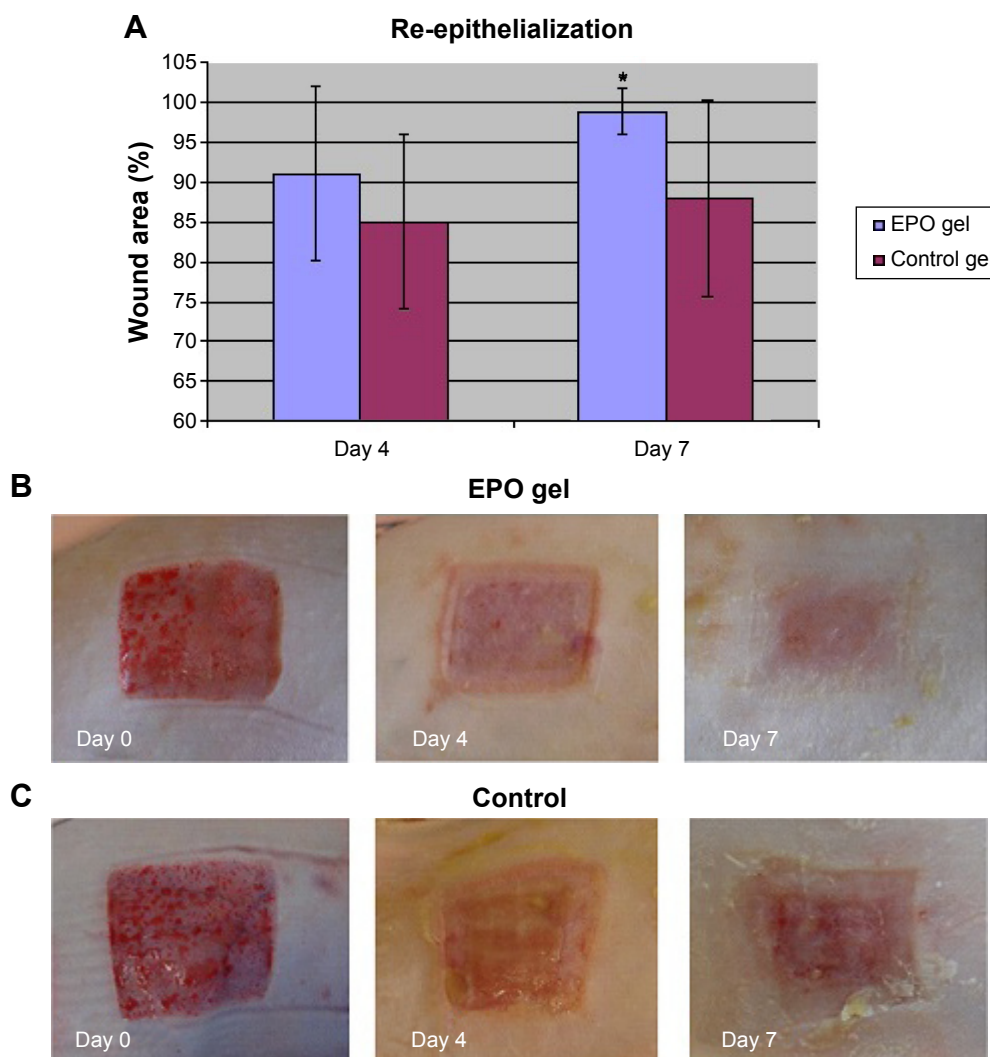 A
Re-epithelialization
105
100
95
90
85
80
75
70
65
60
Wound area (%)
*
Day 4
Day 7
EPO gel
Control ge
B
EPO gel
Day 0
Day 4
Day 7
C
Control
Day 0
Day 4
Day 7